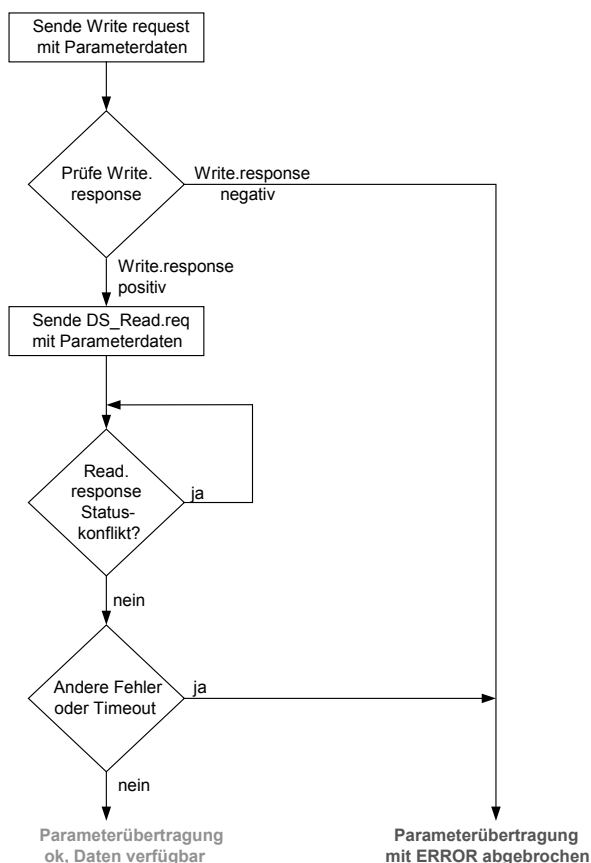 Sende Write request
mit Parameterdaten
Prüfe Write.
response
Write.response
negativ
Write.response
positiv
Sende DS_Read.req
mit Parameterdaten
Read.
response
Status-
konflikt?
ja
nein
Andere Fehler
oder Timeout
ja
nein
Parameterübertragung
ok, Daten verfügbar
Parameterübertragung
mit ERROR abgebrochen